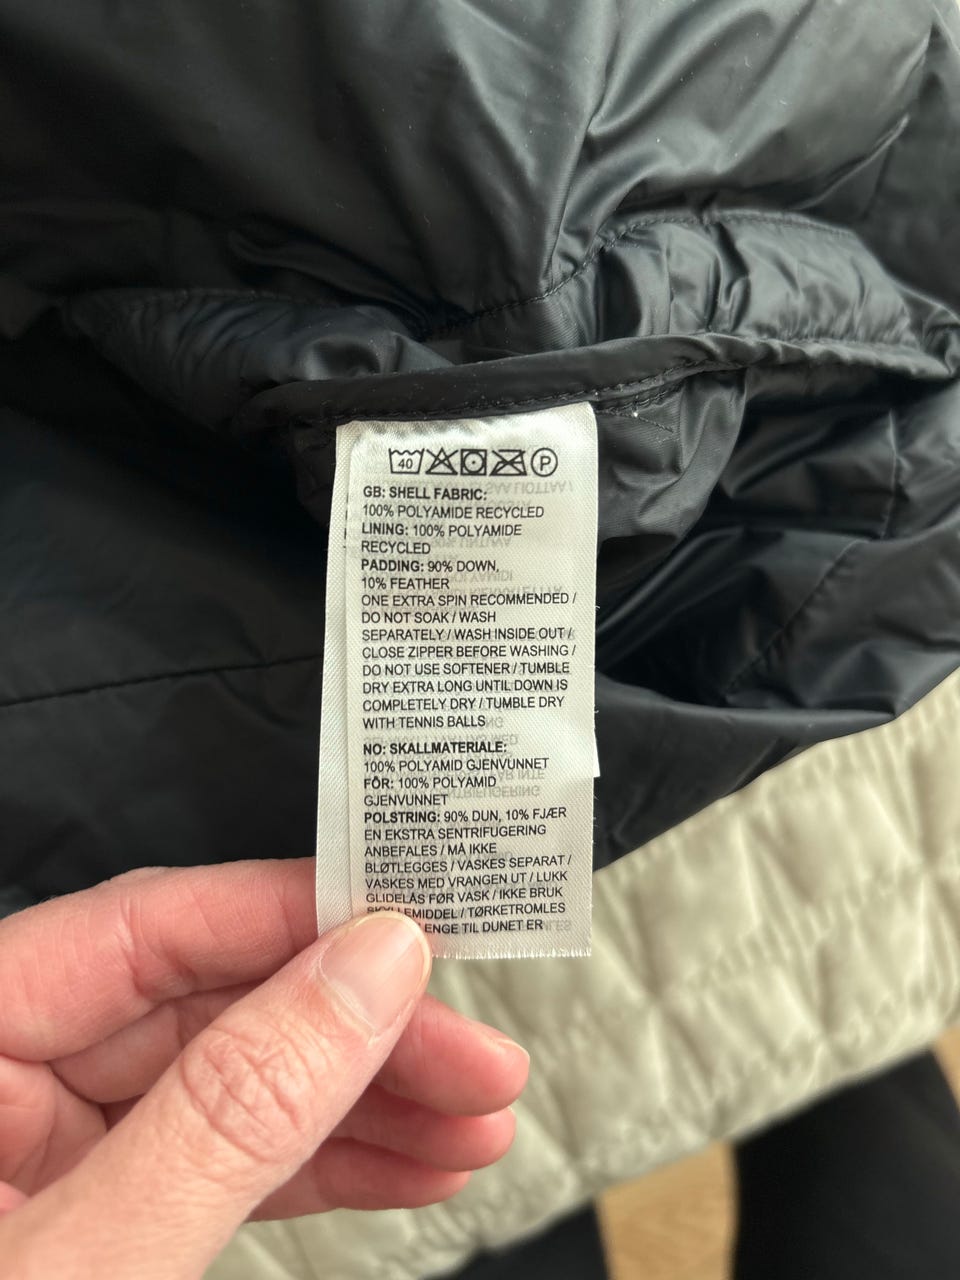 40 P
GB: SHELL FABRIC:
100% POLYAMIDE RECYCLED
LINING: 100% POLYAMIDE
RECYCLED
PADDING: 90% DOWN,
10% FEATHER
ONE EXTRA SPIN RECOMMENDED /
DO NOT SOAK / WASH
SEPARATELY / WASH INSIDE OUT /
CLOSE ZIPPER BEFORE WASHING /
DO NOT USE SOFTENER / TUMBLE
DRY EXTRA LONG UNTIL DOWN IS
COMPLETELY DRY / TUMBLE DRY
WITH TENNIS BALLS
NO: SKALLMATERIALE:
100% POLYAMID GJENVUNNET
FÔR: 100% POLYAMID
GJENVUNNET
POLSTRING: 90% DUN, 10% FJÆR
EN EKSTRA SENTRIFUGERING
ANBEFALES / MÅ IKKE
BLØTLEGGES / VASKES SEPARAT /
VASKES MED VRANGEN UT / LUKK
GLIDELÅS FØR VASK / IKKE BRUK
SKYLLEMIDDEL / TØRKETROMLES
LENGE TIL DUNET ER